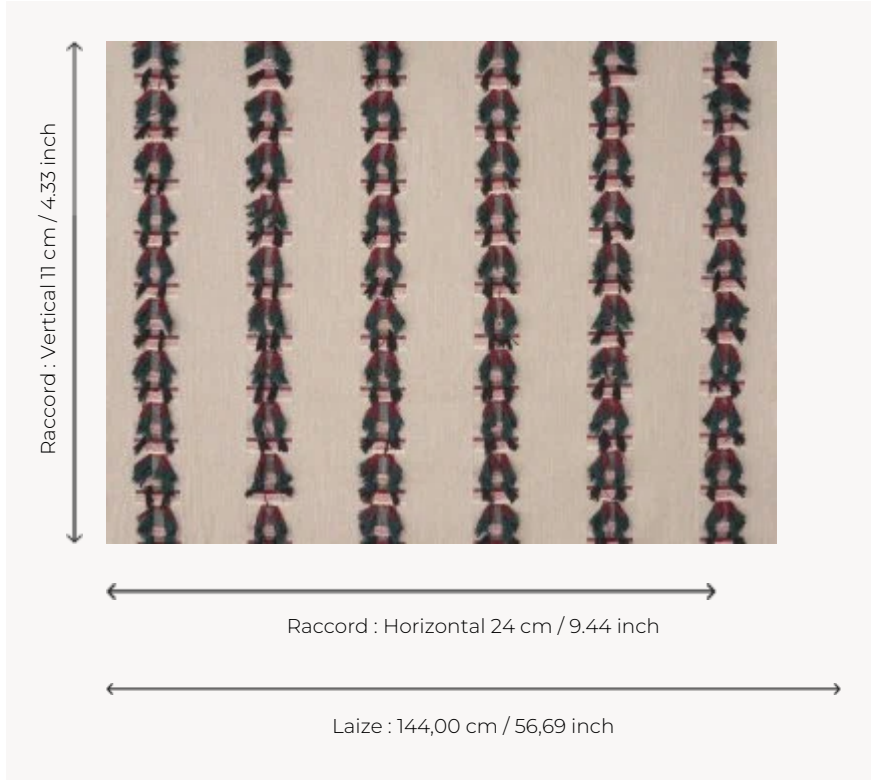 Raccord : Vertical 11 cm / 4.33 inch
Raccord : Horizontal 24 cm / 9.44 inch
Laize : 144,00 cm / 56,69 inch